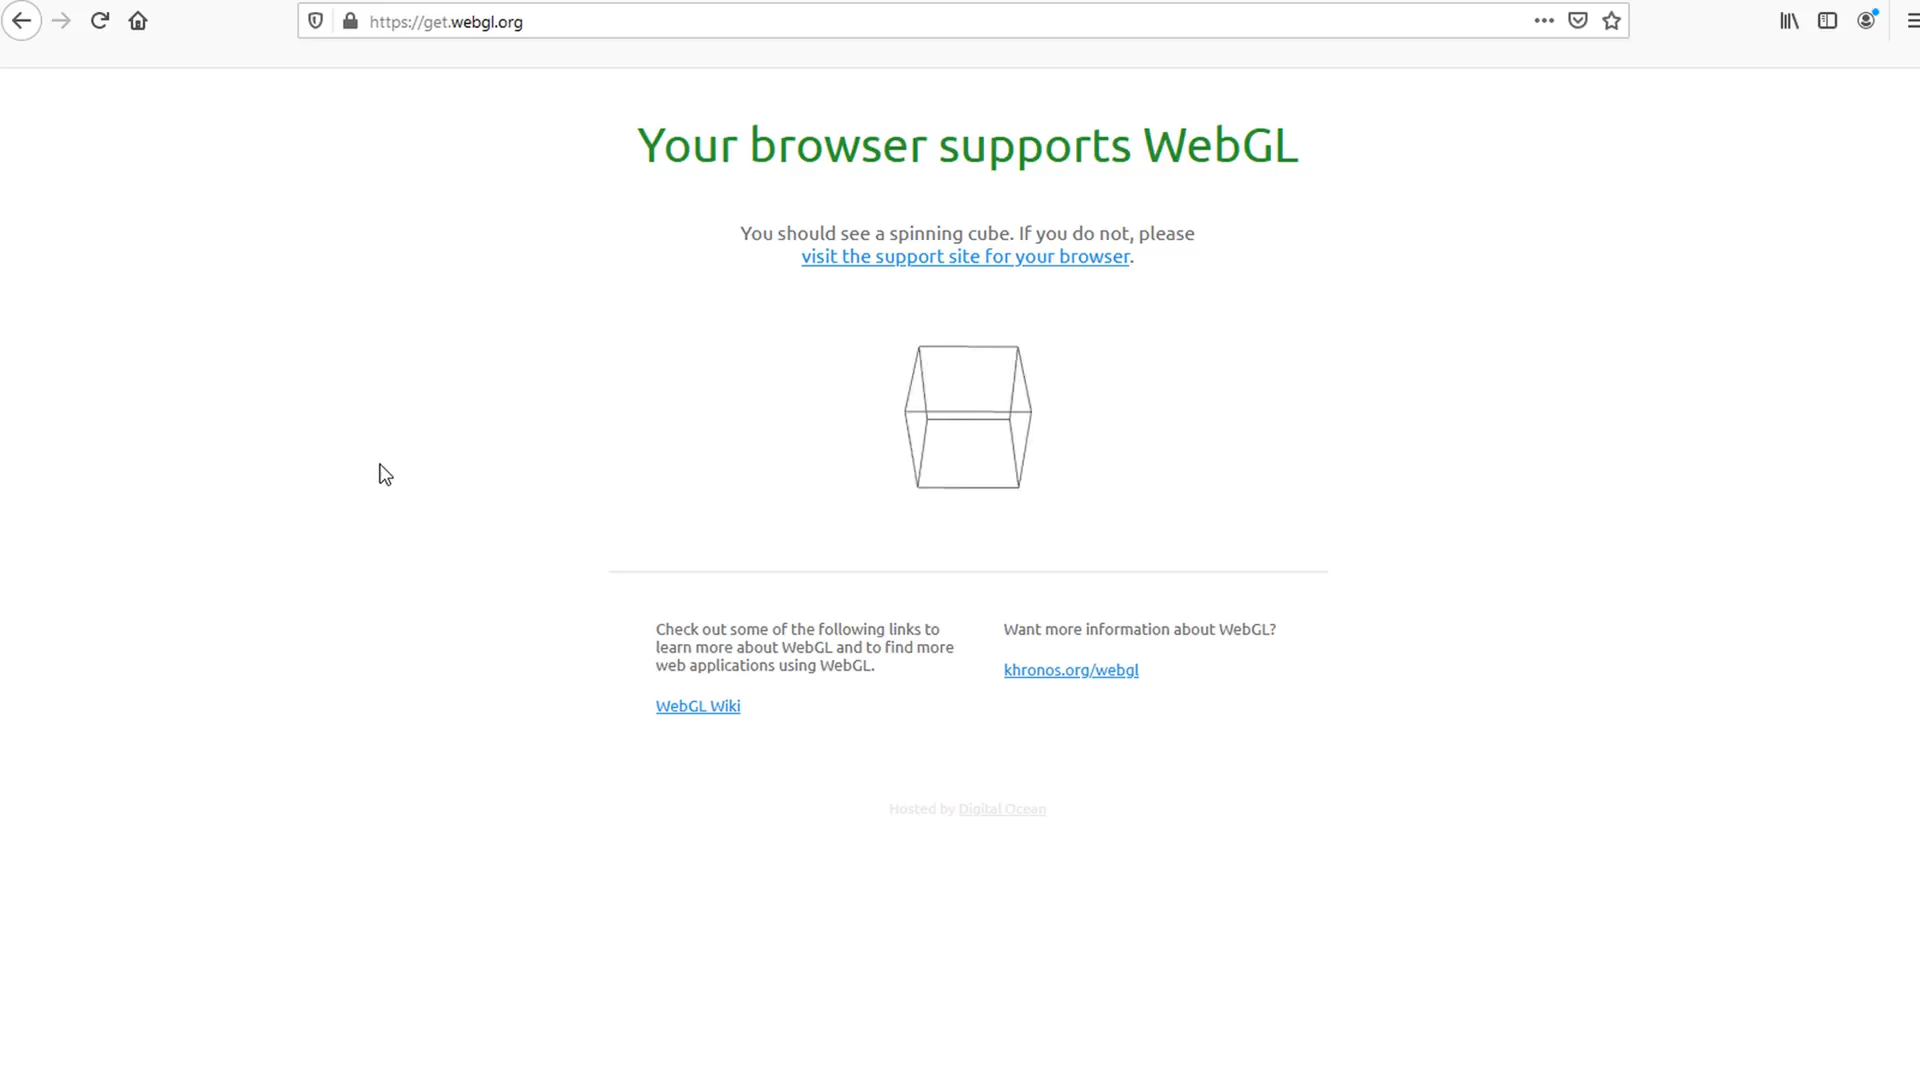 https://get.webgl.org
Your browser supports WebGL
You should see a spinning cube. If you do not, please
visit the support site for your browser.
Check out some of the following links to
learn more about WebGL and to find more
web applications using WebGL.
WebGL Wiki
Want more information about WebGL?
khronos.org/webgl
Hosted by Digital Ocean